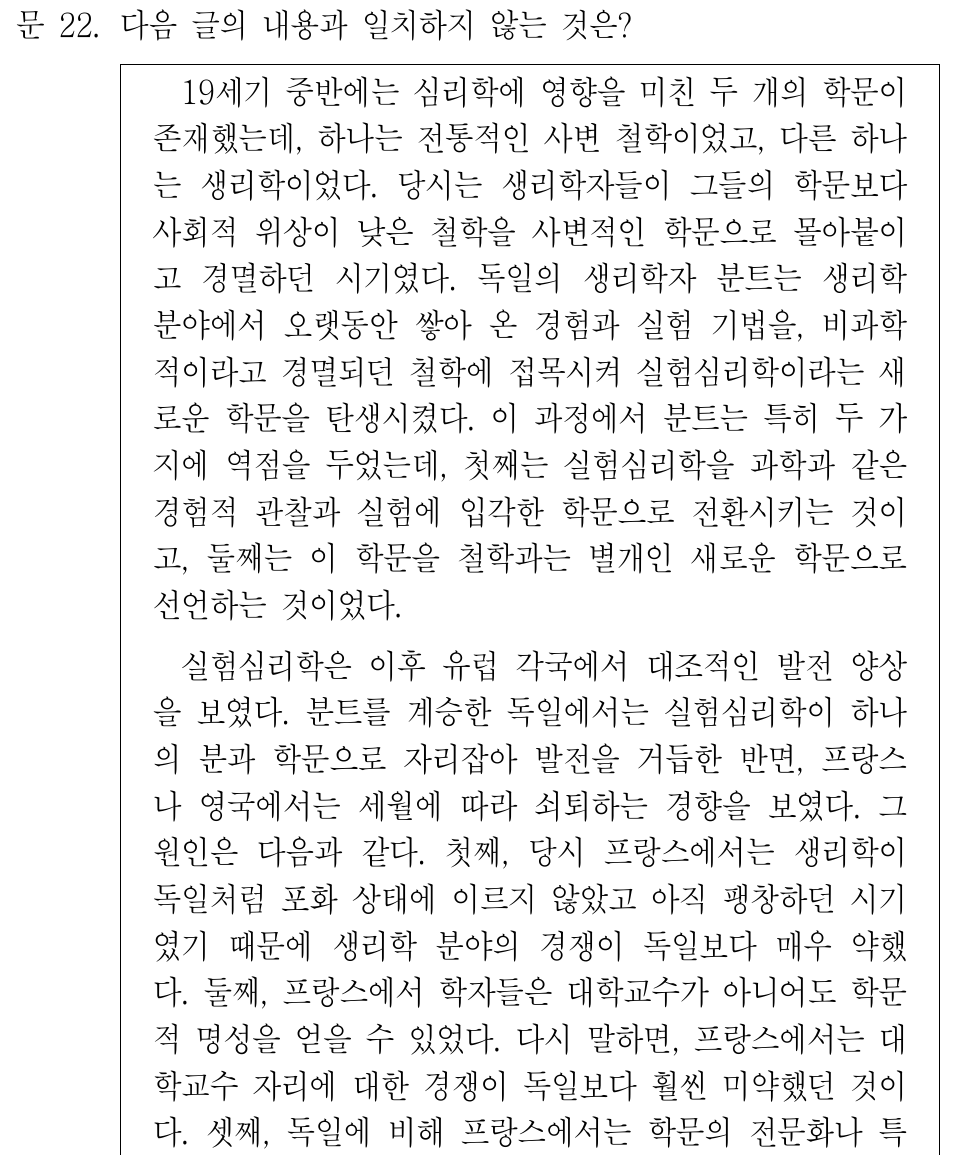 문 22. 다음 글의 내용과 일치하지 않는 것은?
19세기 중반에는 심리학에 영향을 미친 두 개의 학문이
존재했는데, 하나는 전통적인 사변 철학이었고, 다른 하나
는 생리학이었다. 당시는 생리학자들이 그들의 학문보다
사회적 위상이 낮은 철학을 사변적인 학문으로 몰아붙이
고 경멸하던 시기였다. 독일의 생리학자 분트는 생리학
분야에서 오랫동안 쌓아 온 경험과 실험 기법을, 비과학
적이라고 경멸되던 철학에 접목시켜 실험심리학이라는 새
로운 학문을 탄생시켰다. 이 과정에서 분트는 특히 두 가
지에 역점을 두었는데, 첫째는 실험심리학을 과학과 같은
경험적 관찰과 실험에 입각한 학문으로 전환시키는 것이
고, 둘째는 이 학문을 철학과는 별개인 새로운 학문으로
선언하는 것이었다.
실험심리학은 이후 유럽 각국에서 대조적인 발전 양상
을 보였다. 분트를 계승한 독일에서는 실험심리학이 하나
의 분과 학문으로 자리잡아 발전을 거듭한 반면, 프랑스
나 영국에서는 세월에 따라 쇠퇴하는 경향을 보였다. 그
원인은 다음과 같다. 첫째, 당시 프랑스에서는 생리학이
독일처럼 포화 상태에 이르지 않았고 아직 팽창하던 시기
였기 때문에 생리학 분야의 경쟁이 독일보다 매우 약했
다. 둘째, 프랑스에서 학자들은 대학교수가 아니어도 학문
적 명성을 얻을 수 있었다. 다시 말하면, 프랑스에서는 대
학교수 자리에 대한 경쟁이 독일보다 훨씬 미약했던 것이
다. 셋째, 독일에 비해 프랑스에서는 학문의 전문화나 특